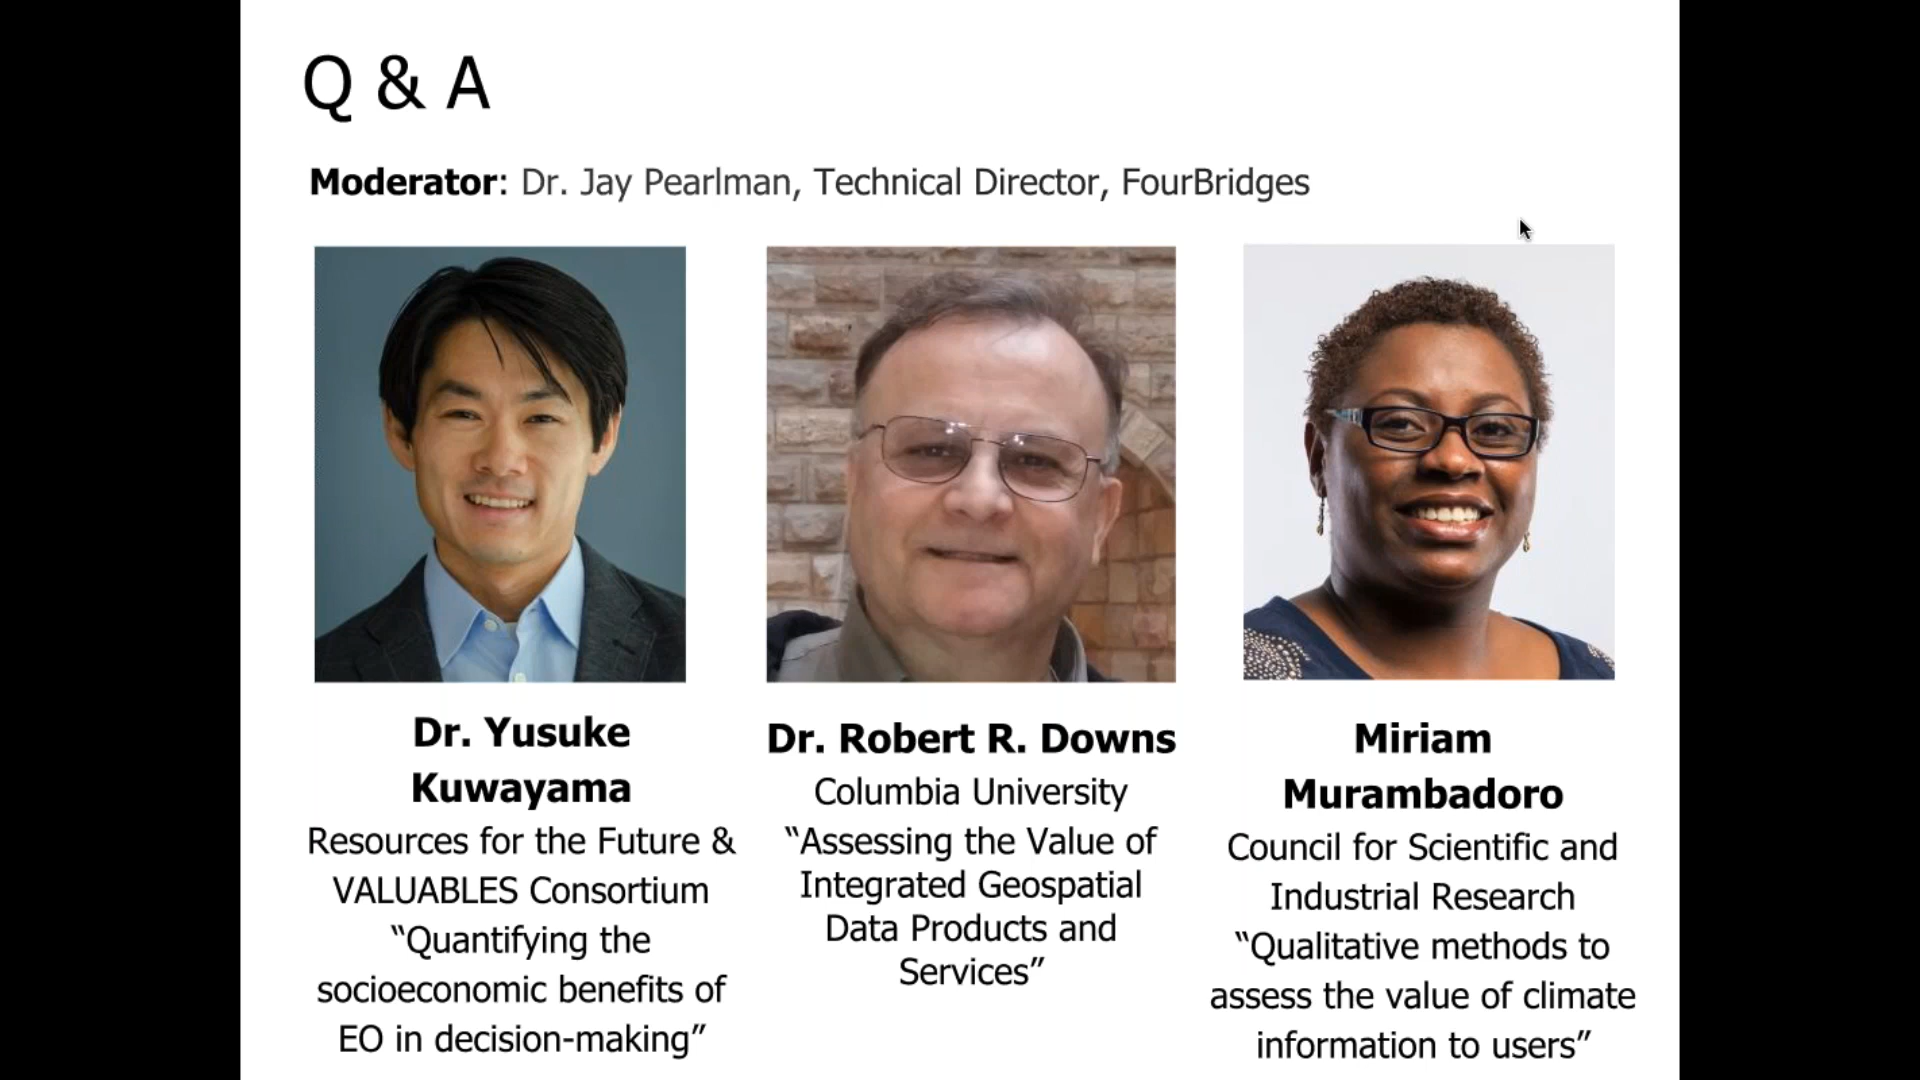 Q & A
Moderator: Dr. Jay Pearlman, Technical Director, FourBridges
Dr. Yusuke
Kuwayama
Resources for the Future &
VALUABLES Consortium
“Quantifying the
socioeconomic benefits of
EO in decision-making”
Dr. Robert R. Downs
Columbia University
“Assessing the Value of
Integrated Geospatial
Data Products and
Services”
Miriam
Murambadoro
Council for Scientific and
Industrial Research
“Qualitative methods to
assess the value of climate
information to users”